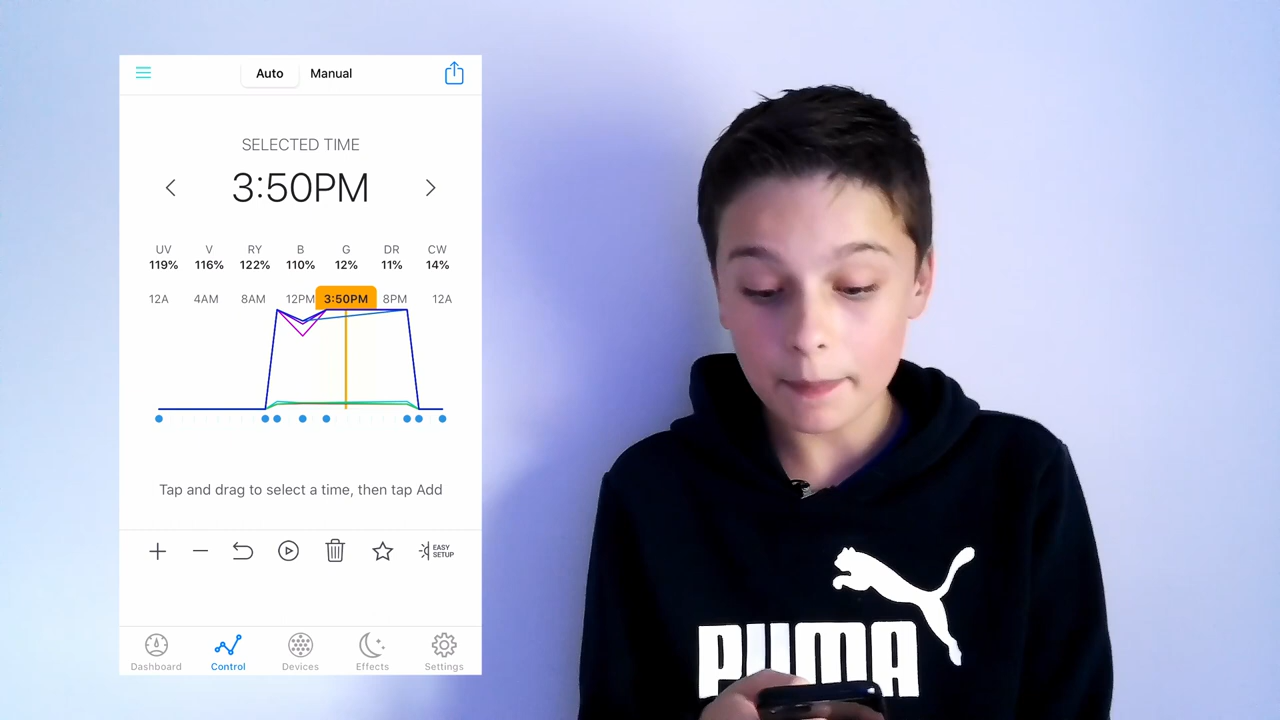 Auto Manual
SELECTED TIME
3:50PM
UV V RY B G DR CW
119% 116% 122% 110% 12% 11% 14%
12A 4AM 8AM 12PM 3:50PM 8PM 12A
Tap and drag to select a time, then tap Add
EASY
SETUP
Dashboard Control Devices Effects Settings
PUMA